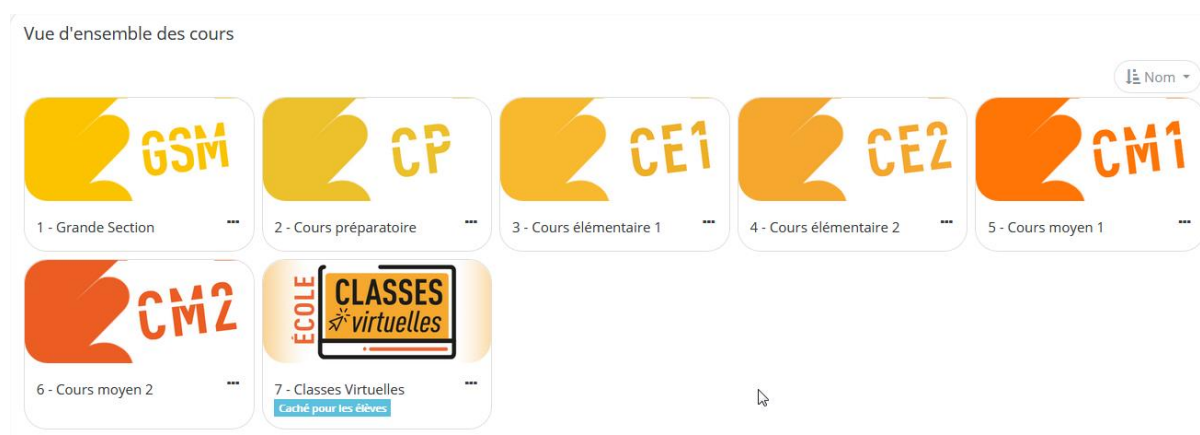 Vue d'ensemble des cours
Nom
GSM
CP
CE1
CE2
CM1
1 - Grande Section
2 - Cours préparatoire
3 - Cours élémentaire 1
4 - Cours élémentaire 2
5 - Cours moyen 1
CM2
ÉCOLE
CLASSES
virtuelles
6 - Cours moyen 2
7 - Classes Virtuelles
Caché pour les élèves